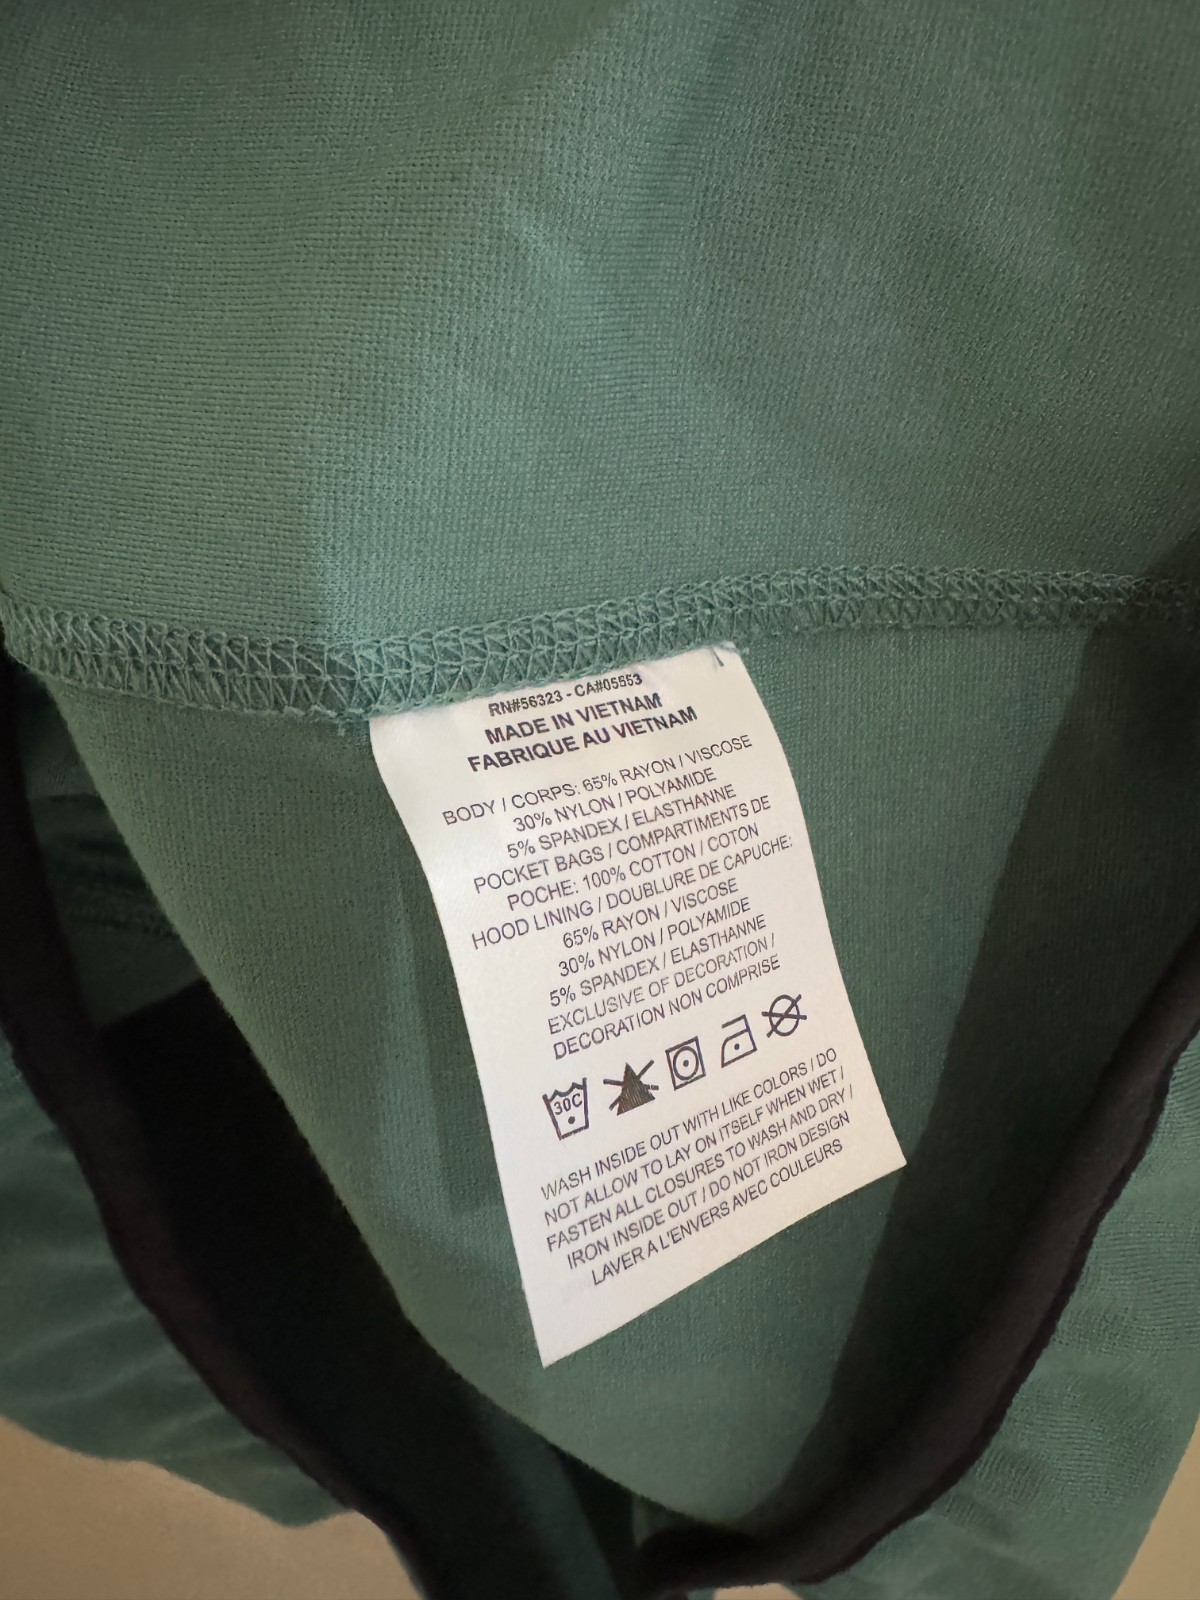 RN#56323 - CA#05553
MADE IN VIETNAM
FABRIQUE AU VIETNAM
BODY / CORPS: 65% RAYON / VISCOSE
30% NYLON / POLYAMIDE
5% SPANDEX / ELASTHANNE
POCKET BAGS / COMPARTIMENTS DE
POCHE: 100% COTTON / COTON
HOOD LINING / DOUBLURE DE CAPUCHE:
65% RAYON / VISCOSE
30% NYLON / POLYAMIDE
5% SPANDEX / ELASTHANNE
EXCLUSIVE OF DECORATION /
DECORATION NON COMPRISE
30C
WASH INSIDE OUT WITH LIKE COLORS / DO
NOT ALLOW TO LAY ON ITSELF WHEN WET /
FASTEN ALL CLOSURES TO WASH AND DRY /
IRON INSIDE OUT / DO NOT IRON DESIGN
LAVER A L'ENVERS AVEC COULEURS